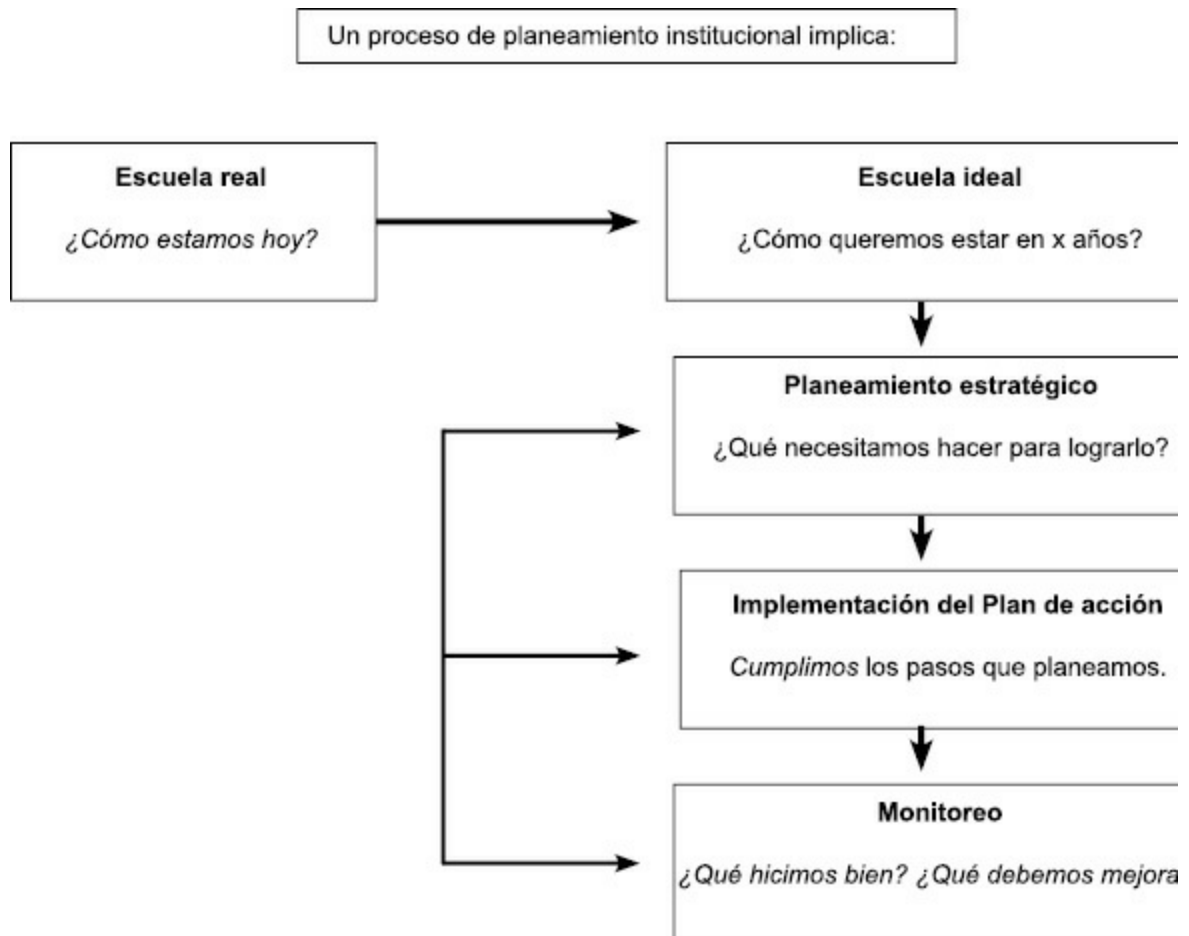 Un proceso de planeamiento institucional implica:
Escuela real
¿Cómo estamos hoy?
Escuela ideal
¿Cómo queremos estar en x años?
Planeamiento estratégico
¿Qué necesitamos hacer para lograrlo?
Implementación del Plan de acción
Cumplimos los pasos que planeamos.
Monitoreo
¿Qué hicimos bien? ¿Qué debemos mejora